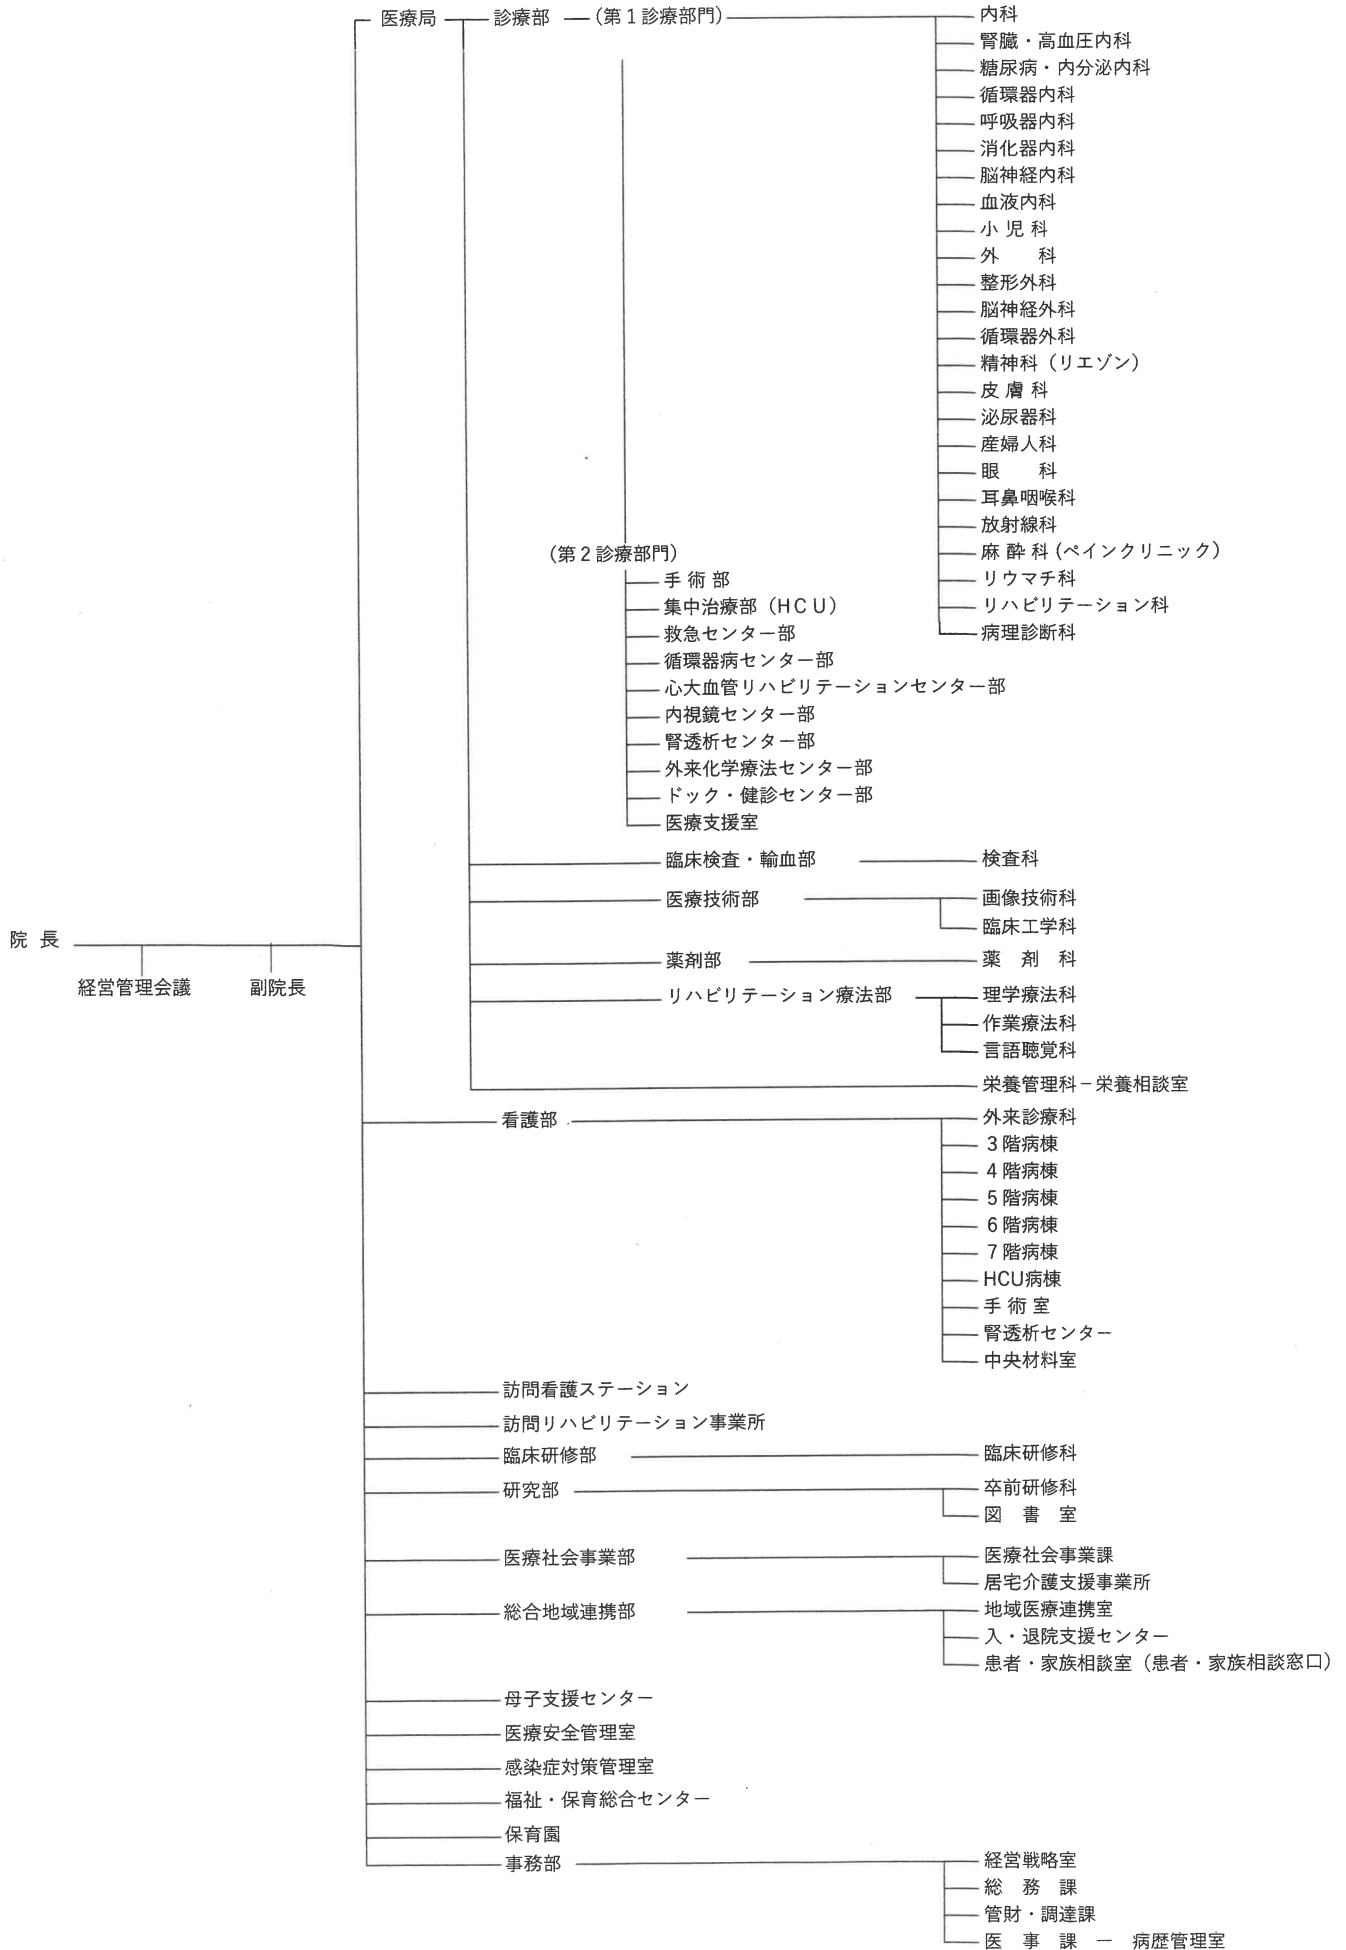 医療局 診療部 (第1診療部門) 内科
腎臓・高血圧内科
糖尿病・内分泌内科
循環器内科
呼吸器内科
消化器内科
脳神経内科
血液内科
小児科
外　科
整形外科
脳神経外科
循環器外科
精神科（リエゾン）
皮膚科
泌尿器科
産婦人科
眼　科
耳鼻咽喉科
放射線科
(第2診療部門) 麻酔科(ペインクリニック)
手術部 リウマチ科
集中治療部（HCU） リハビリテーション科
救急センター部 病理診断科
循環器病センター部
心大血管リハビリテーションセンター部
内視鏡センター部
腎透析センター部
外来化学療法センター部
ドック・健診センター部
医療支援室
臨床検査・輸血部 検査科
医療技術部 画像技術科
臨床工学科
院長
薬剤部 薬　剤　科
経営管理会議 副院長
リハビリテーション療法部 理学療法科
作業療法科
言語聴覚科
栄養管理科－栄養相談室
看護部 外来診療科
3階病棟
4階病棟
5階病棟
6階病棟
7階病棟
HCU病棟
手術室
腎透析センター
中央材料室
訪問看護ステーション
訪問リハビリテーション事業所
臨床研修部 臨床研修科
研究部 卒前研修科
図　書　室
医療社会事業部 医療社会事業課
居宅介護支援事業所
総合地域連携部 地域医療連携室
入・退院支援センター
患者・家族相談室（患者・家族相談窓口）
母子支援センター
医療安全管理室
感染症対策管理室
福祉・保育総合センター
保育園
事務部 経営戦略室
総　務　課
管財・調達課
医　事　課 － 病歴管理室